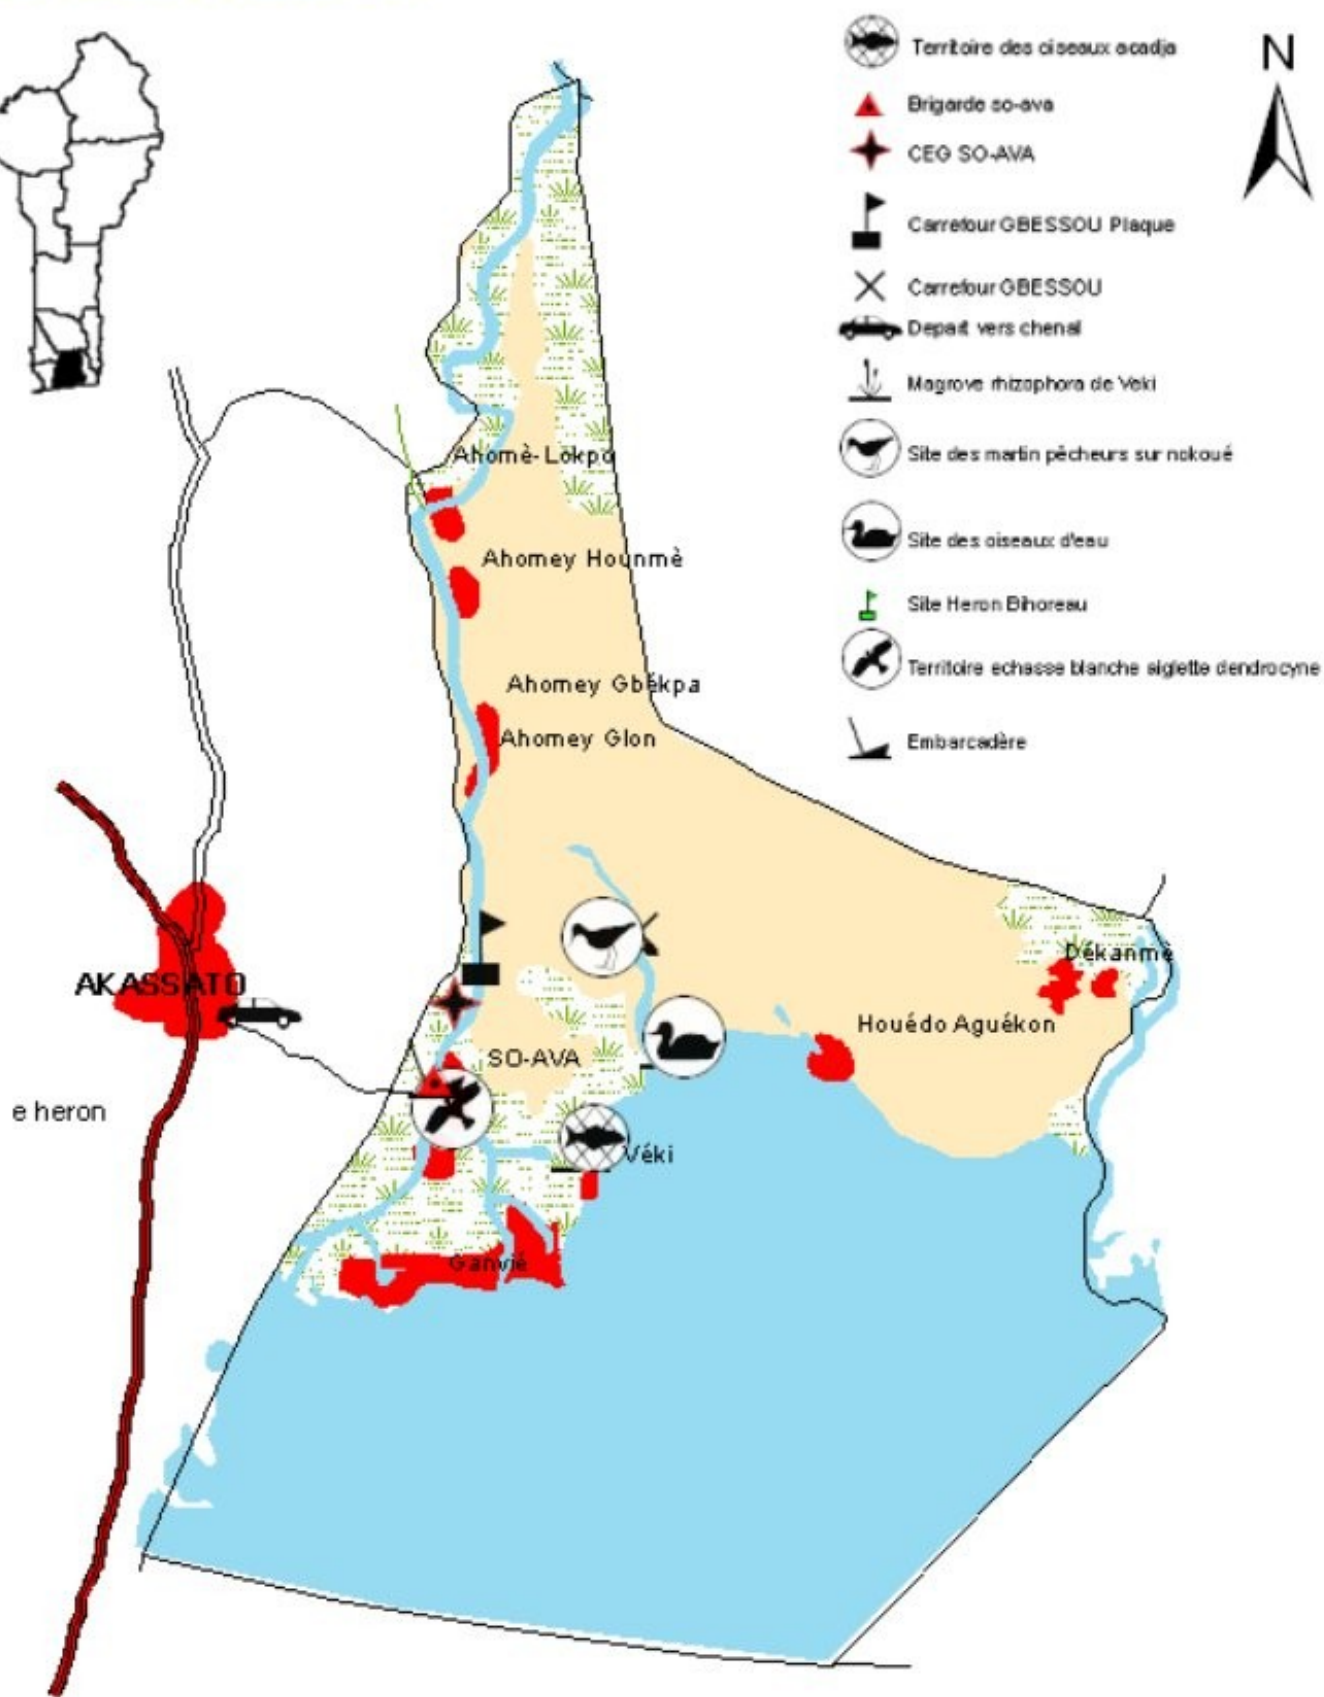 Territoire des ciseaux acadja
N
Brigarde so-ava
CEG SO-AVA
Carrefour GBESSOU Plaque
Carrefour GBESSOU
Depart vers chenal
Magrove rhizophora de Veki
Site des martin pêcheurs sur nokoué
Site des oiseaux d'eau
Site Heron Bihoreau
Territoire echasse blanche aiglette dendrocyne
Embarcadère
Ahomè-Lokpo
Ahomey Hounmè
Ahomey Gbékpa
Ahomey Glon
Dékanmè
AKASSATO
Houédo Aguékon
SO-AVA
e heron
Véki
Ganvié